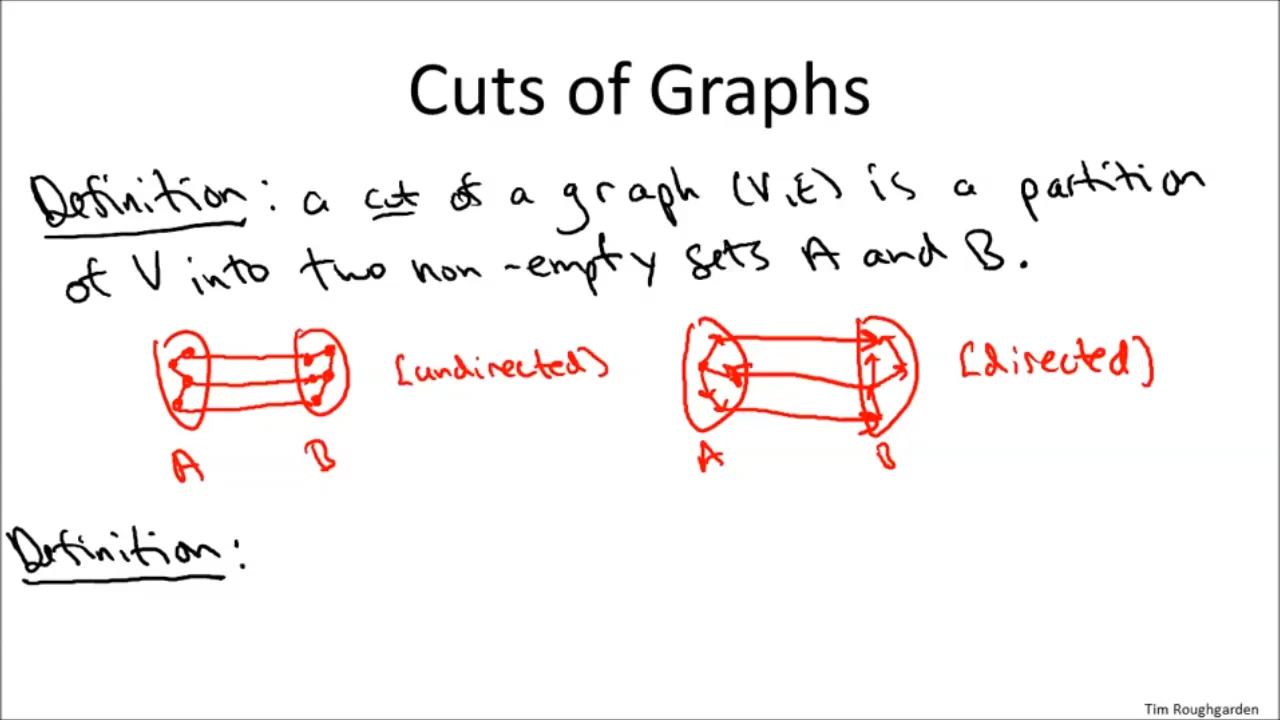 Cuts of Graphs
Definition: a cut of a graph (V,E) is a partition
of V into two non-empty sets A and B.
[undirected] [directed]
A B A B
Definition:
Tim Roughgarden